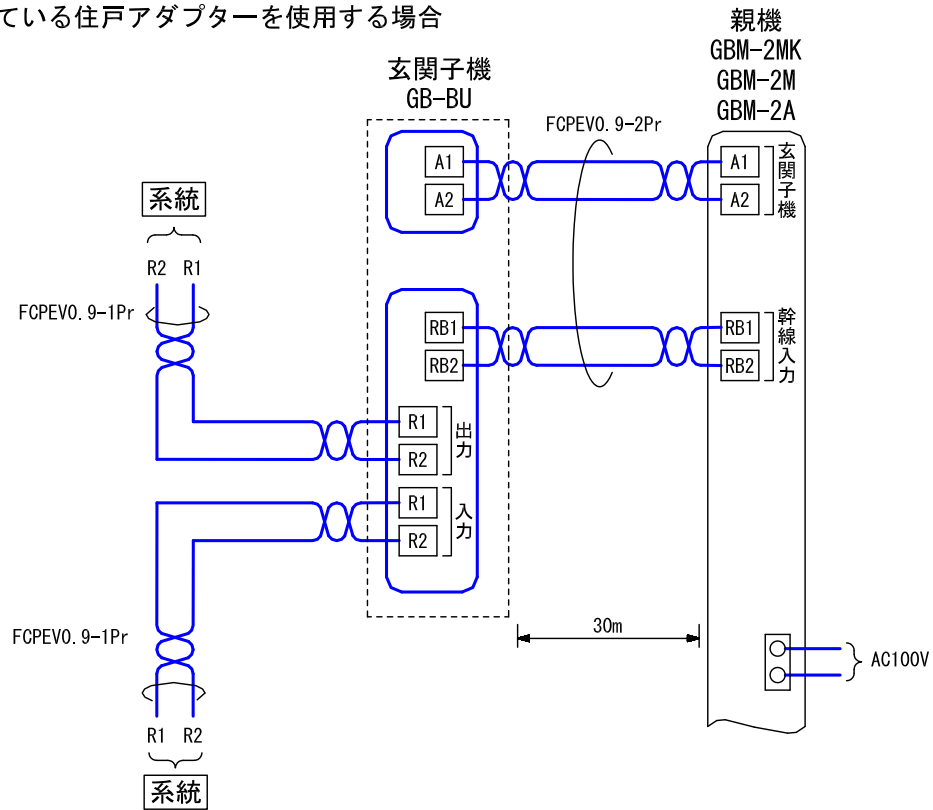 ている住戸アダプターを使用する場合
親機
GBM-2MK
GBM-2M
GBM-2A
玄関子機
GB-BU
FCPEV0.9-2Pr
A1
A2
A1
A2
玄関子機
系統
R2 R1
FCPEV0.9-1Pr
RB1
RB2
RB1
RB2
幹線入力
R1
R2
出力
R1
R2
入力
FCPEV0.9-1Pr
30m
AC100V
R1 R2
系統